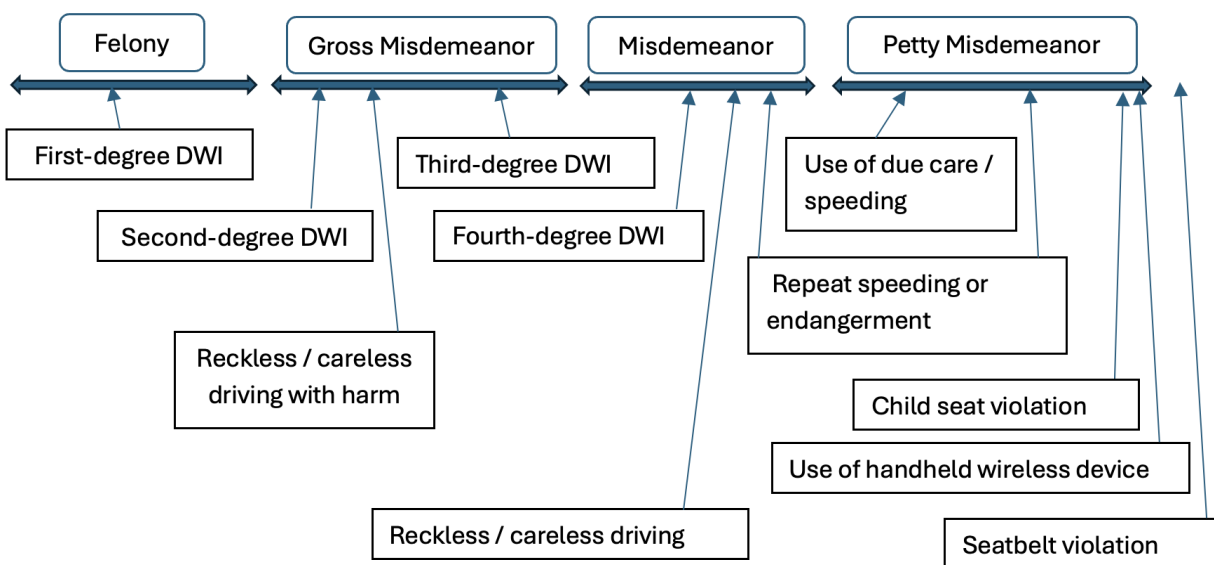 Felony
Gross Misdemeanor
Misdemeanor
Petty Misdemeanor
First-degree DWI
Third-degree DWI
Use of due care /
speeding
Second-degree DWI
Fourth-degree DWI
Repeat speeding or
endangerment
Reckless / careless
driving with harm
Child seat violation
Use of handheld wireless device
Reckless / careless driving
Seatbelt violation